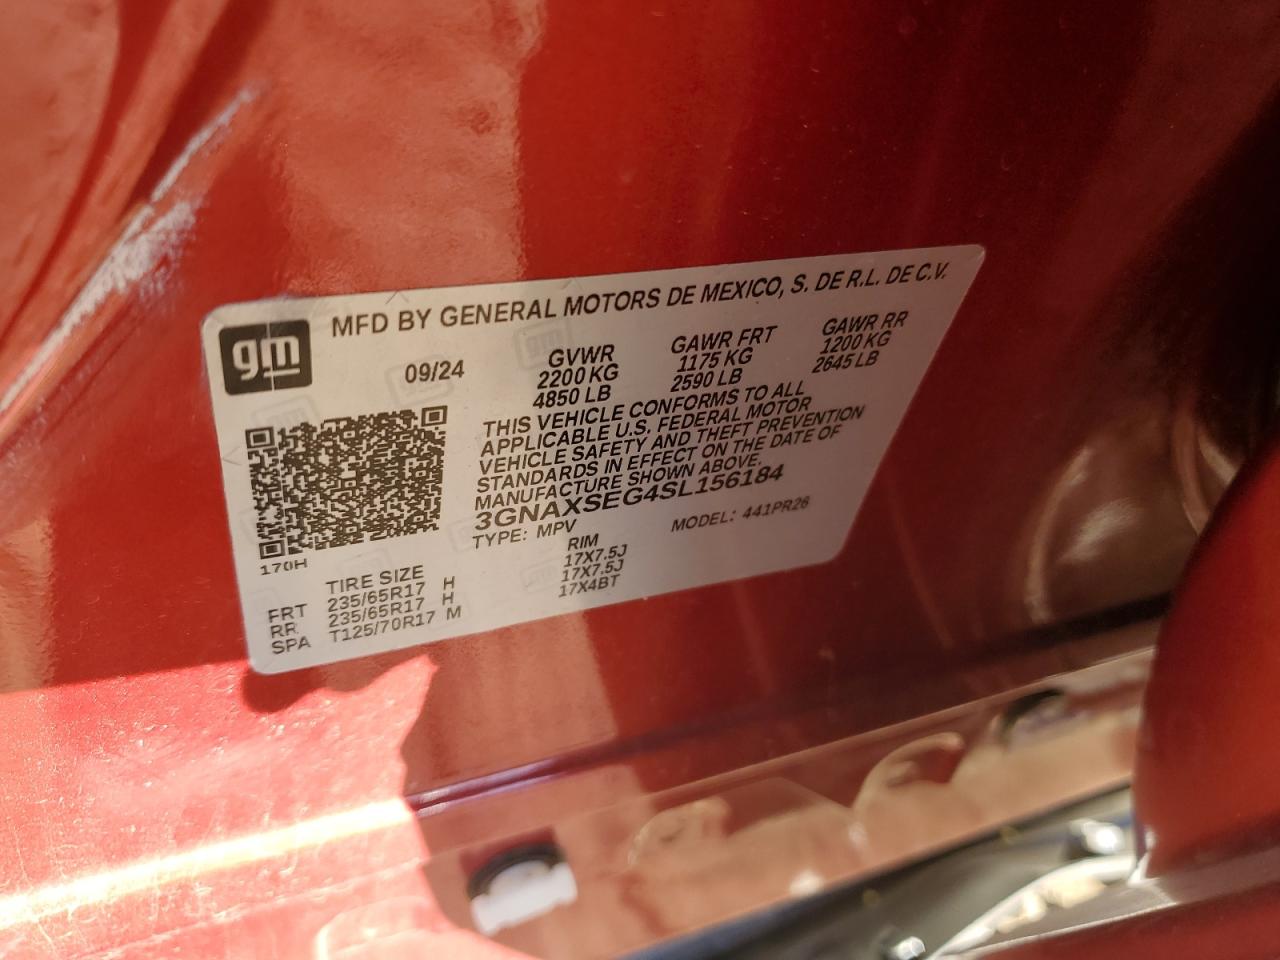 gm
MFD BY GENERAL MOTORS DE MEXICO, S. DE R.L. DE C.V.
09/24
GVWR
2200 KG
4850 LB
GAWR FRT
1175 KG
2590 LB
GAWR RR
1200 KG
2645 LB
THIS VEHICLE CONFORMS TO ALL
APPLICABLE U.S. FEDERAL MOTOR
VEHICLE SAFETY AND THEFT PREVENTION
STANDARDS IN EFFECT ON THE DATE OF
MANUFACTURE SHOWN ABOVE.
3GNAXSEG4SL156184
TYPE: MPV MODEL: 441PR26
170H
TIRE SIZE RIM
FRT 235/65R17 H 17X7.5J
RR 235/65R17 H 17X7.5J
SPA T125/70R17 M 17X4BT